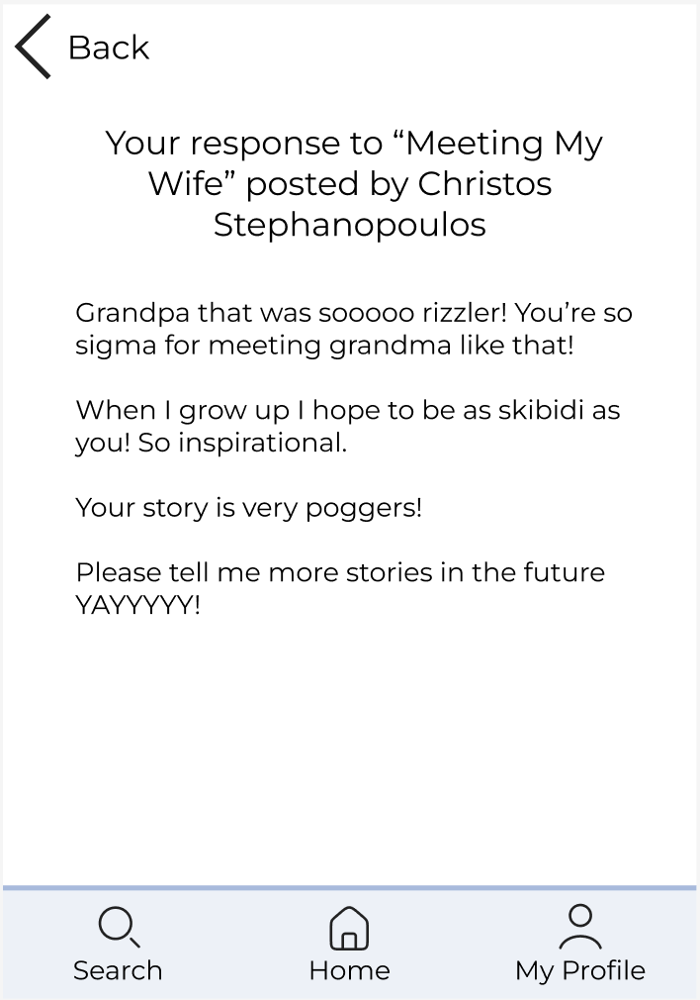 Back
Your response to “Meeting My
Wife” posted by Christos
Stephanopoulos
Grandpa that was sooooo rizzler! You’re so
sigma for meeting grandma like that!
When I grow up I hope to be as skibidi as
you! So inspirational.
Your story is very poggers!
Please tell me more stories in the future
YAYYYYY!
Search
Home
My Profile